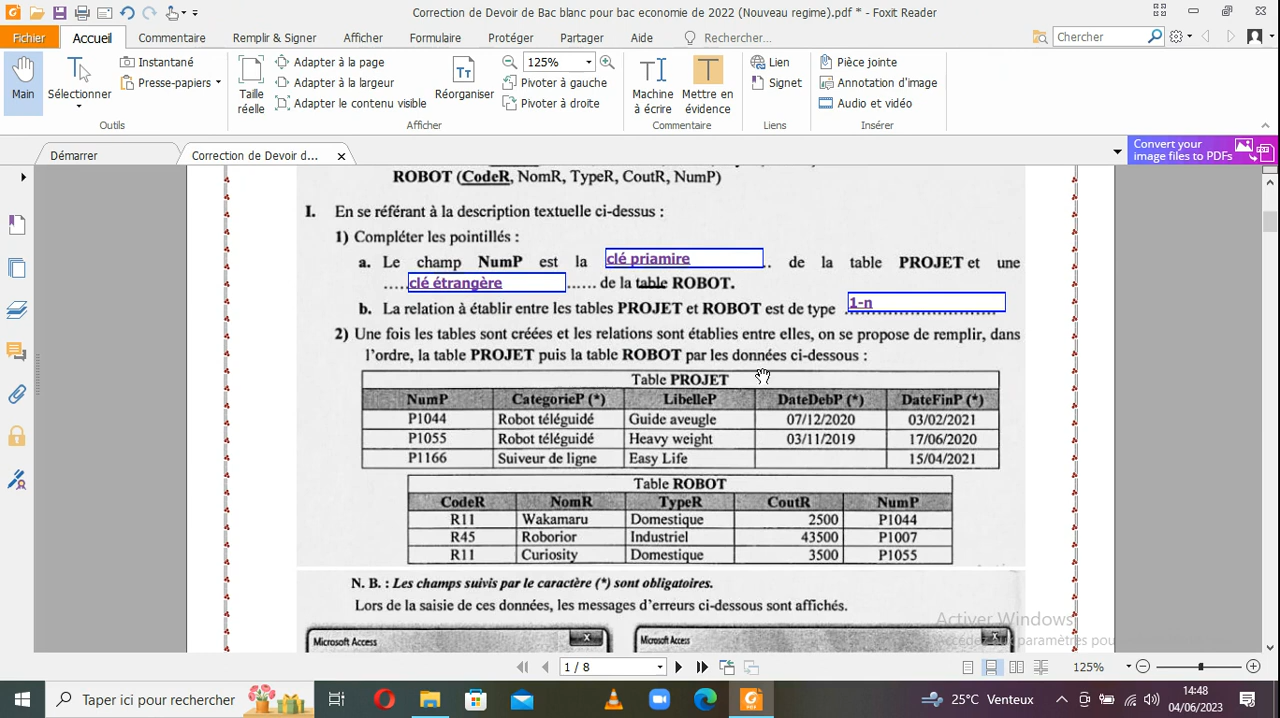 Correction de Devoir de Bac blanc pour bac economie de 2022 (Nouveau regime).pdf * - Foxit Reader
Fichier Accueil Commentaire Remplir & Signer Afficher Formulaire Protéger Partager Aide Rechercher... Chercher
Main
Sélectionner
Instantané
Presse-papiers
Outils
Taille réelle
Adapter à la page
Adapter à la largeur
Adapter le contenu visible
Réorganiser
125%
Pivoter à gauche
Pivoter à droite
Afficher
Machine à écrire
Mettre en évidence
Commentaire
Lien
Signet
Liens
Pièce jointe
Annotation d'image
Audio et vidéo
Insérer
Démarrer
Correction de Devoir d...
Convert your
image files to PDFs
PDF
ROBOT (CodeR, NomR, TypeR, CoutR, NumP)
I. En se référant à la description textuelle ci-dessus :
1) Compléter les pointillés :
a. Le champ NumP est la clé priamire .. de la table PROJET et une
.....clé étrangère...... de la table ROBOT.
b. La relation à établir entre les tables PROJET et ROBOT est de type 1-n
2) Une fois les tables sont créées et les relations sont établies entre elles, on se propose de remplir, dans
l'ordre, la table PROJET puis la table ROBOT par les données ci-dessous :
Table PROJET
NumP CategorieP (*) LibelleP DateDebP (*) DateFinP (*)
P1044 Robot téléguidé Guide aveugle 07/12/2020 03/02/2021
P1055 Robot téléguidé Heavy weight 03/11/2019 17/06/2020
P1166 Suiveur de ligne Easy Life 15/04/2021
Table ROBOT
CodeR NomR TypeR CoutR NumP
R11 Wakamaru Domestique 2500 P1044
R45 Roborior Industriel 43500 P1007
R11 Curiosity Domestique 3500 P1055
N. B. : Les champs suivis par le caractère (*) sont obligatoires.
Lors de la saisie de ces données, les messages d'erreurs ci-dessous sont affichés.
Microsoft Access x Microsoft Access x
Activer Windows
1 / 8
125%
Taper ici pour rechercher
25°C Venteux
14:48
04/06/2023